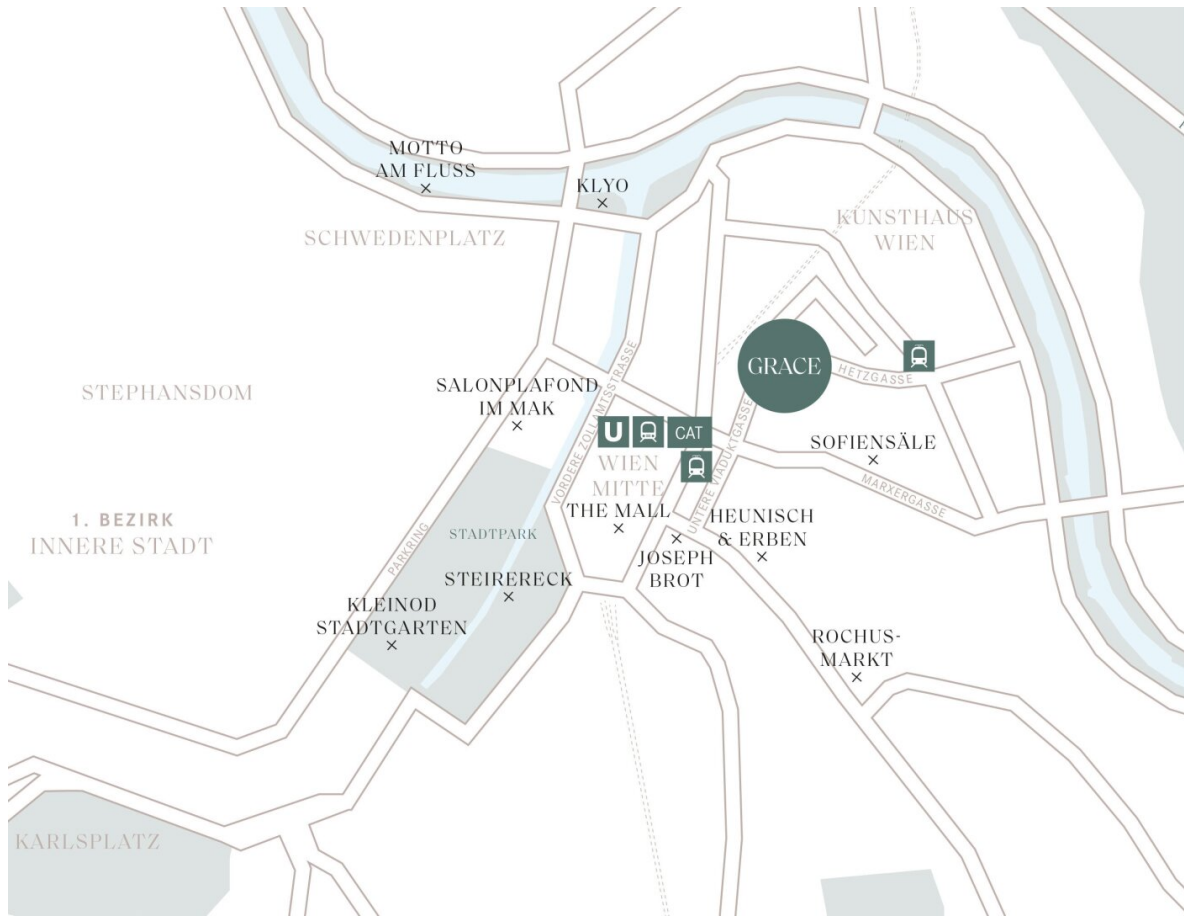 MOTTO
AM FLUSS
KLYO
SCHWEDENPLATZ
KUNSTHAUS
WIEN
GRACE
HETZGASSE
STEPHANSDOM
SALONPLAFOND
IM MAK
VORDERE ZOLLAMTSSTRASSE
U
CAT
WIEN
MITTE
THE MALL
UNTERE VIADUKTGASSE
SOFIENSÄLE
MARXERGASSE
HEUNISCH
& ERBEN
JOSEPH
BROT
1. BEZIRK
INNERE STADT
PARKRING
STADTPARK
STEIRERECK
KLEINOD
STADTGARTEN
ROCHUS-
MARKT
KARLSPLATZ